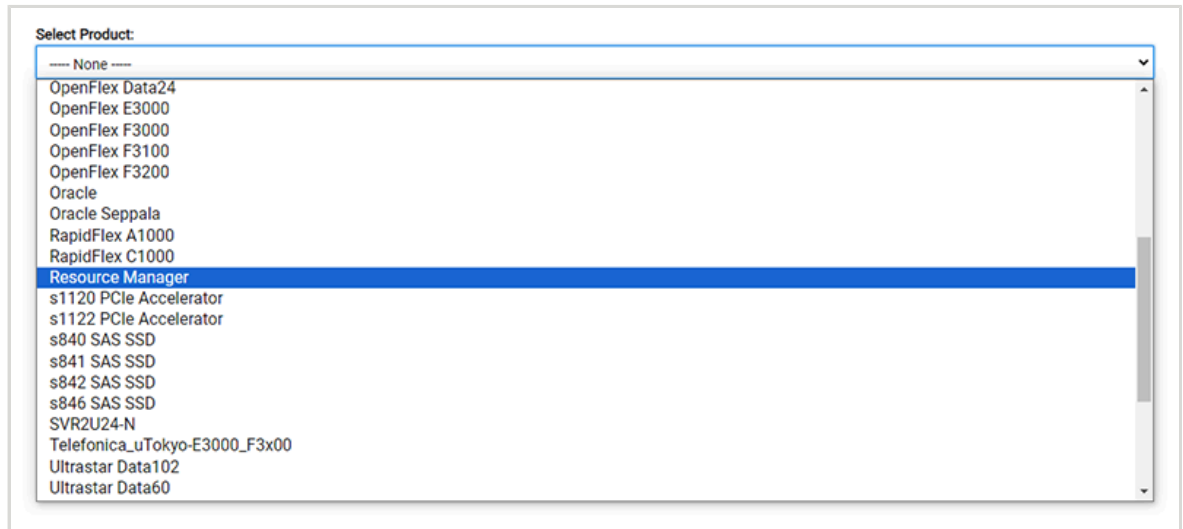 Select Product:
---- None ----
OpenFlex Data24
OpenFlex E3000
OpenFlex F3000
OpenFlex F3100
OpenFlex F3200
Oracle
Oracle Seppala
RapidFlex A1000
RapidFlex C1000
Resource Manager
s1120 PCIe Accelerator
s1122 PCIe Accelerator
s840 SAS SSD
s841 SAS SSD
s842 SAS SSD
s846 SAS SSD
SVR2U24-N
Telefonica_uTokyo-E3000_F3x00
Ultrastar Data102
Ultrastar Data60